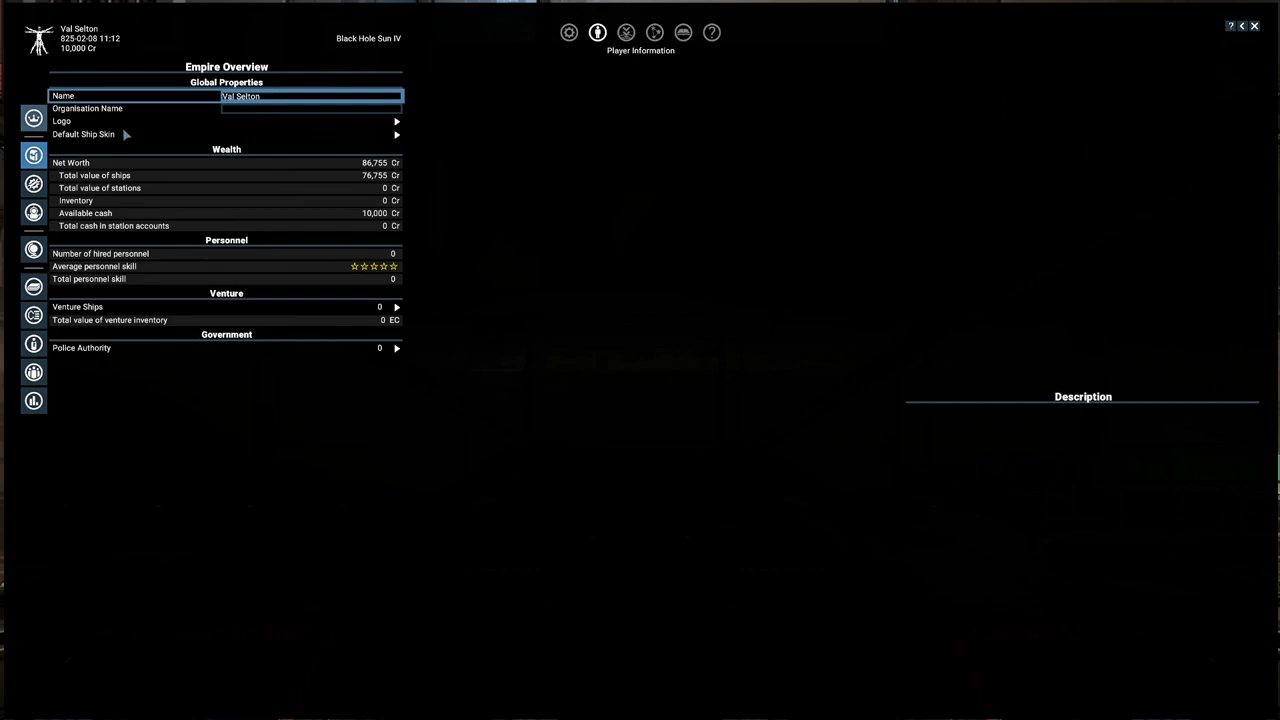 Val Selton
825-02-08 11:12
10,000 Cr
Black Hole Sun IV
Player Information
?
Empire Overview
Global Properties
Name Val Selton
Organisation Name
Logo
Default Ship Skin
Wealth
Net Worth 86,755 Cr
Total value of ships 76,755 Cr
Total value of stations 0 Cr
Inventory 0 Cr
Available cash 10,000 Cr
Total cash in station accounts 0 Cr
Personnel
Number of hired personnel 0
Average personnel skill
Total personnel skill 0
Venture
Venture Ships 0
Total value of venture inventory 0 EC
Government
Police Authority 0
Description